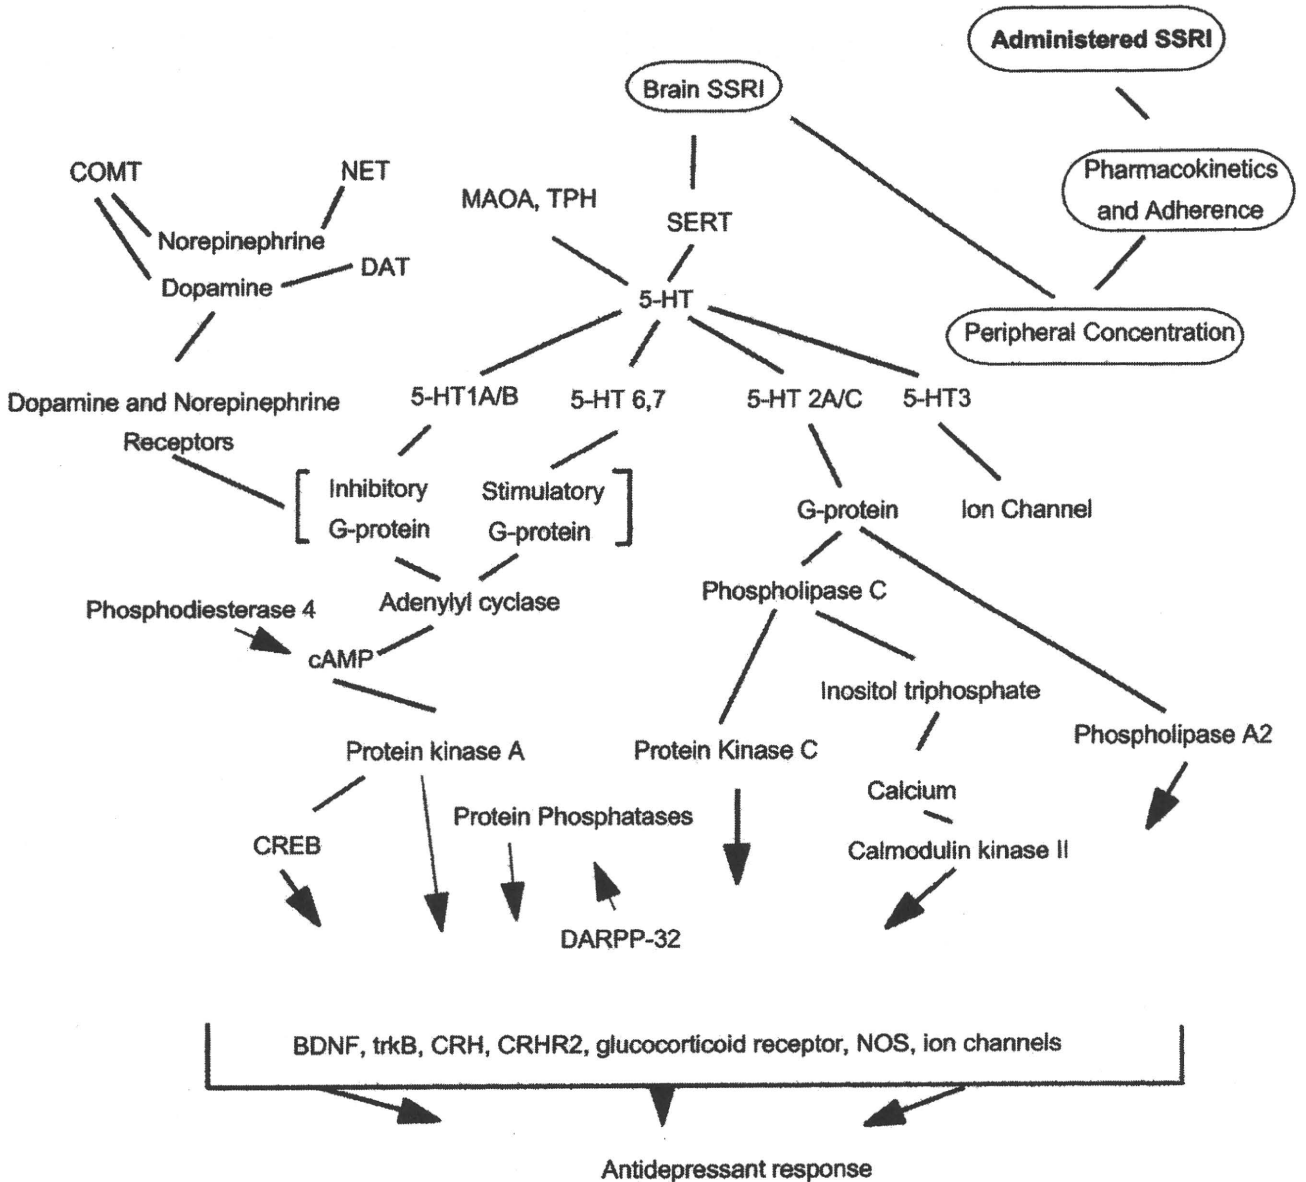 Administered SSRI
Brain SSRI
COMT
NET
Pharmacokinetics
and Adherence
MAOA, TPH
SERT
Norepinephrine
DAT
Dopamine
5-HT
Peripheral Concentration
Dopamine and Norepinephrine
Receptors
5-HT1A/B
5-HT 6,7
5-HT 2A/C
5-HT3
Inhibitory
G-protein
Stimulatory
G-protein
G-protein
Ion Channel
Phosphodiesterase 4
Adenylyl cyclase
Phospholipase C
cAMP
Inositol triphosphate
Protein kinase A
Protein Kinase C
Phospholipase A2
Calcium
Protein Phosphatases
CREB
Calmodulin kinase II
DARPP-32
BDNF, trkB, CRH, CRHR2, glucocorticoid receptor, NOS, ion channels
Antidepressant response